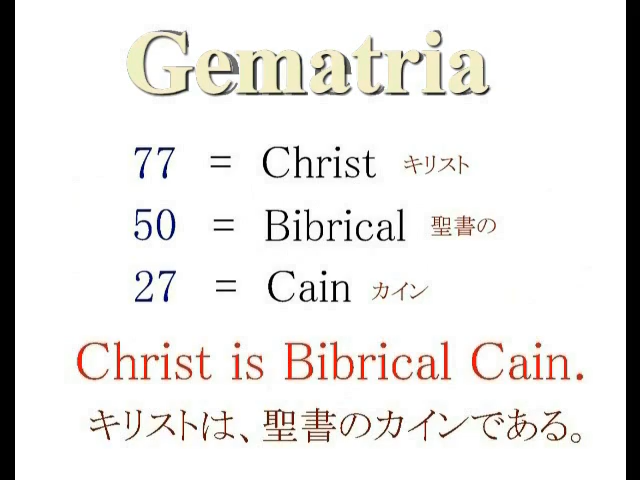 Gematria
77 = Christ キリスト
50 = Bibrical 聖書の
27 = Cain カイン
Christ is Bibrical Cain.
キリストは、聖書のカインである。